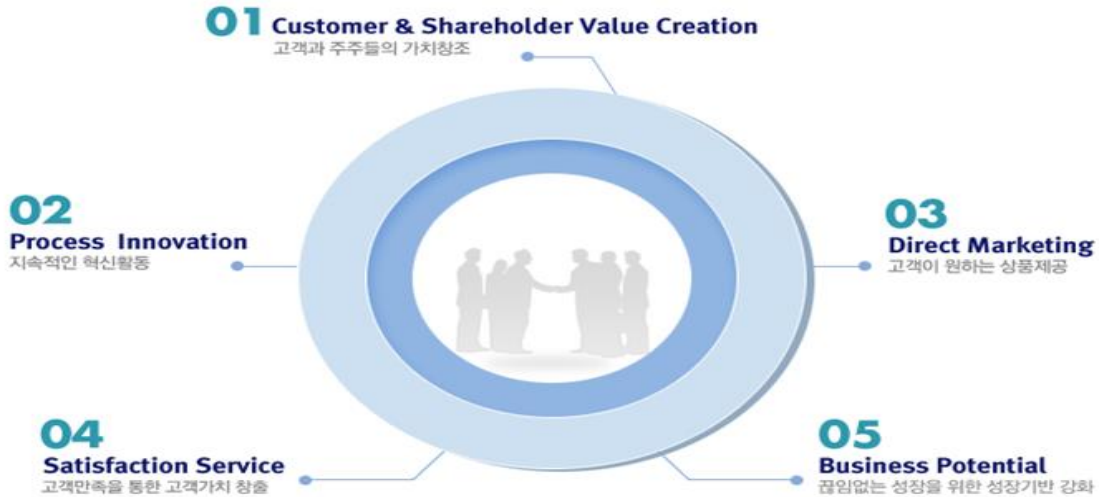 01 Customer & Shareholder Value Creation
고객과 주주들의 가치창조
02
Process Innovation
지속적인 혁신활동
03
Direct Marketing
고객이 원하는 상품제공
04
Satisfaction Service
고객만족을 통한 고객가치 창출
05
Business Potential
끊임없는 성장을 위한 성장기반 강화